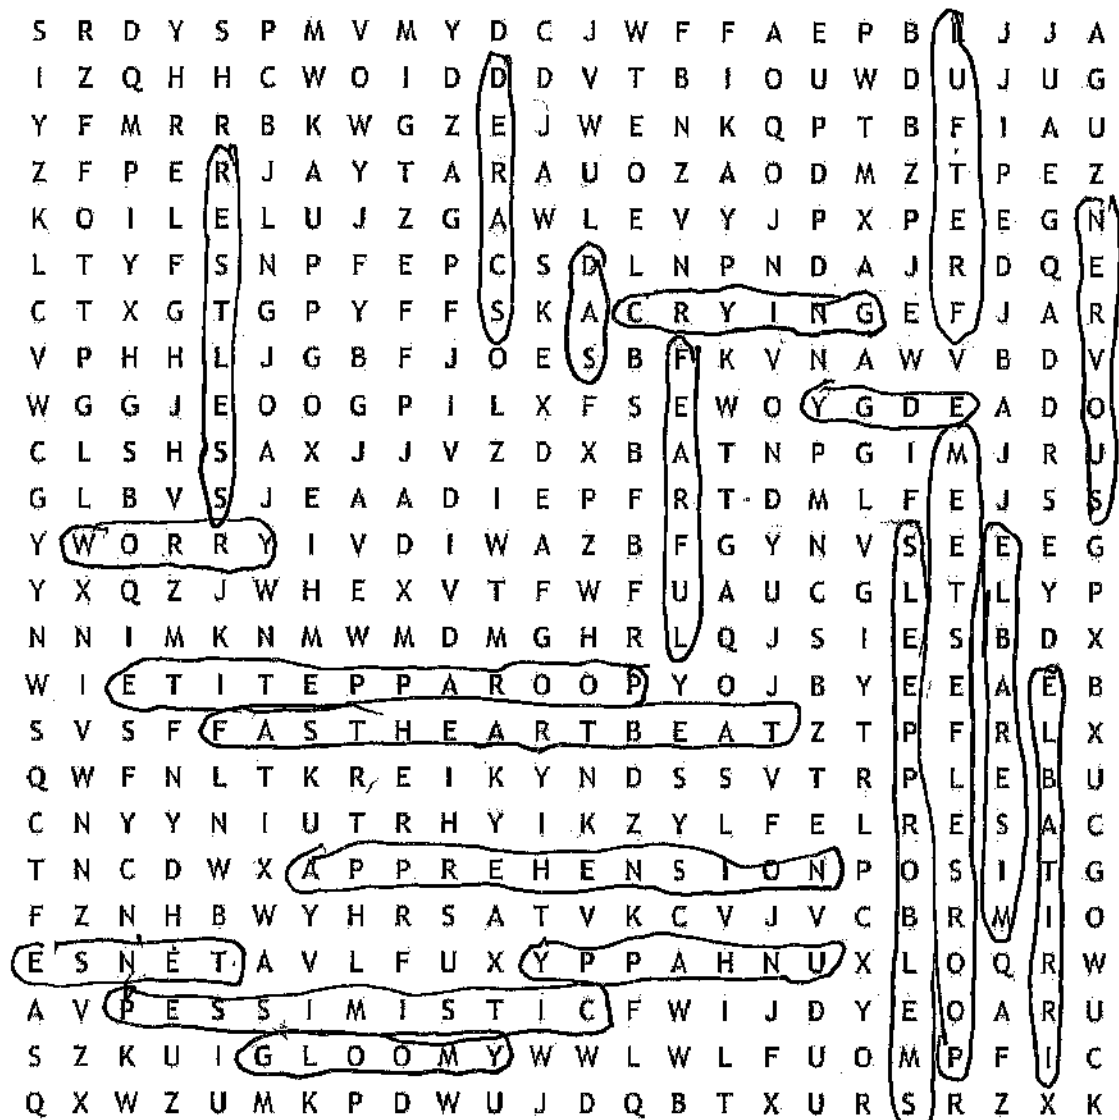 S R D Y S P M V M Y D C J W F F A E P B I J J A
I Z Q H H C W O I D D D V T B I O U W D U J U G
Y F M R R B K W G Z E J W E N K Q P T B F I A U
Z F P E R J A Y T A R A U O Z A O D M Z T P E Z
K O I L E L U J Z G A W L E V Y J P X P E E G N
L T Y F S N P F E P C S D L N P N D A J R D Q E
C T X G T G P Y F F S K A C R Y I N G E F J A R
V P H H L J G B F J O E S B F K V N A W V B D V
W G G J E O O G P I L X F S E W O Y G D E A D O
C L S H S A X J J V Z D X B A T N P G I M J R U
G L B V S J E A A D I E P F R T D M L F E J S S
Y W O R R Y I V D I W A Z B F G Y N V S E E E G
Y X Q Z J W H E X V T F W F U A U C G L T L Y P
N N I M K N M W M D M G H R L Q J S I E S B D X
W I E T I T E P P A R O O P Y O J B Y E E A E B
S V S F F A S T H E A R T B E A T Z T P F R L X
Q W F N L T K R E I K Y N D S S V T R P L E B U
C N Y Y N I U T R H Y I K Z Y L F E L R E S A C
T N C D W X A P P R E H E N S I O N P O S I T G
F Z N H B W Y H R S A T V K C V J V C B R M I O
E S N E T A V L F U X Y P P A H N U X L O Q R W
A V P E S S I M I S T I C F W I J D Y E O A R U
S Z K U I G L O O M Y W W L W L F U O M P F I C
Q X W Z U M K P D W U J D Q B T X U R S R Z X K